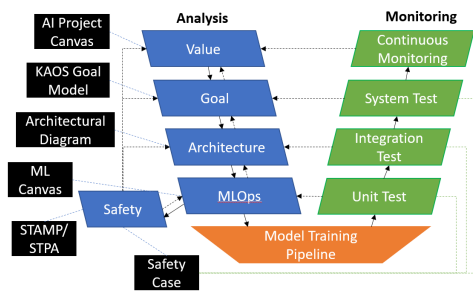 Analysis
Monitoring
AI Project
Canvas
Value
Continuous
Monitoring
KAOS Goal
Model
Goal
System Test
Architectural
Diagram
Architecture
Integration
Test
ML
Canvas
MLOps
Unit Test
Safety
STAMP/
STPA
Model Training
Pipeline
Safety
Case